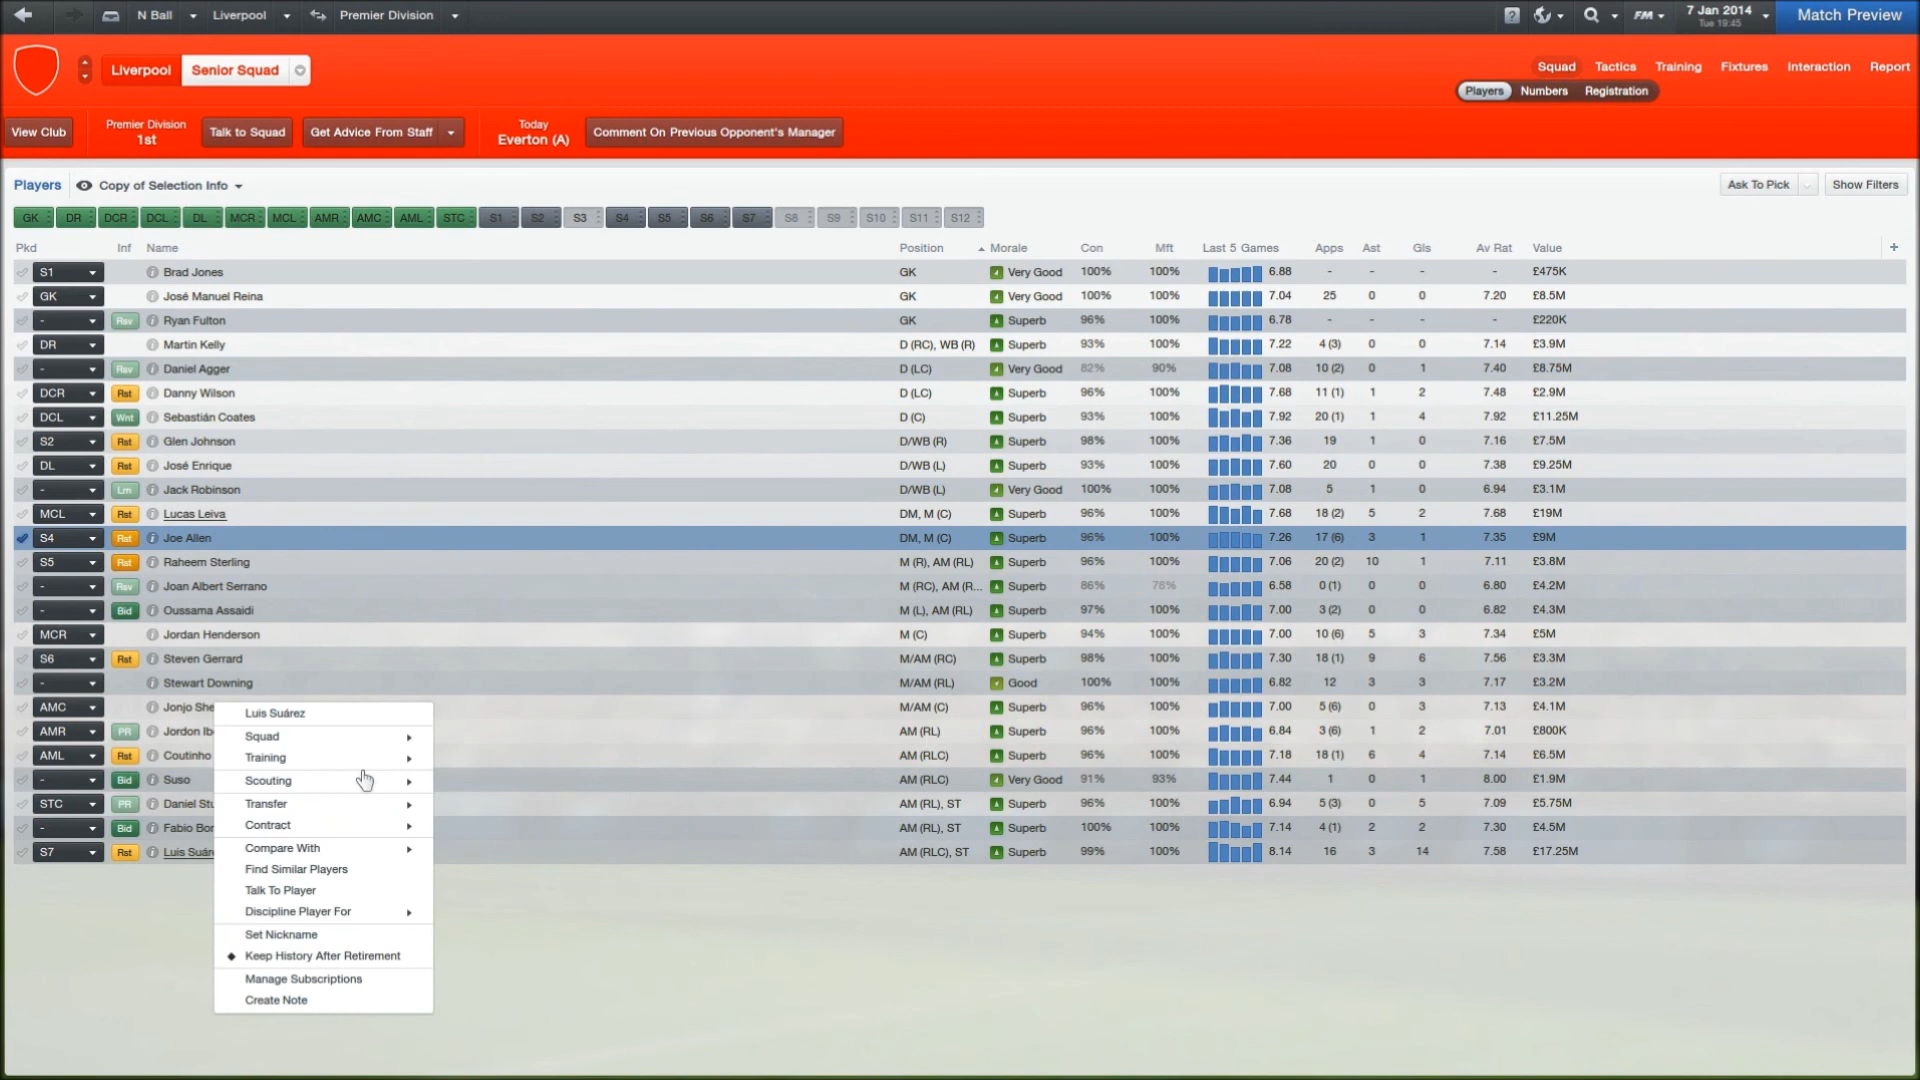 N Ball Liverpool Premier Division FM 7 Jan 2014 Match Preview
Tue 19:45
Liverpool Senior Squad
Squad Tactics Training Fixtures Interaction Report
Players Numbers Registration
View Club Premier Division 1st Talk to Squad Get Advice From Staff Today Everton (A) Comment On Previous Opponent's Manager
Players Copy of Selection Info Ask To Pick Show Filters
GK DR DCR DCL DL MCR MCL AMR AMC AML STC S1 S2 S3 S4 S5 S6 S7 S8 S9 S10 S11 S12
Pkd Inf Name Position Morale Con Mft Last 5 Games Apps Ast Gls Av Rat Value +
S1 Brad Jones GK Very Good 100% 100% 6.88 - - - - £475K
GK José Manuel Reina GK Very Good 100% 100% 7.04 25 0 0 7.20 £8.5M
- Rsv Ryan Fulton GK Superb 96% 100% 6.78 - - - - £220K
DR Martin Kelly D (RC), WB (R) Superb 93% 100% 7.22 4 (3) 0 0 7.14 £3.9M
- Rsv Daniel Agger D (LC) Very Good 82% 90% 7.08 10 (2) 0 1 7.40 £8.75M
DCR Rst Danny Wilson D (LC) Superb 96% 100% 7.68 11 (1) 1 2 7.48 £2.9M
DCL Wnt Sebastián Coates D (C) Superb 93% 100% 7.92 20 (1) 1 4 7.92 £11.25M
S2 Rst Glen Johnson D/WB (R) Superb 98% 100% 7.36 19 1 0 7.16 £7.5M
DL Rst José Enrique D/WB (L) Superb 93% 100% 7.60 20 0 0 7.38 £9.25M
- Lrn Jack Robinson D/WB (L) Very Good 100% 100% 7.08 5 1 0 6.94 £3.1M
MCL Rst Lucas Leiva DM, M (C) Superb 96% 100% 7.68 18 (2) 5 2 7.68 £19M
S4 Rst Joe Allen DM, M (C) Superb 96% 100% 7.26 17 (6) 3 1 7.35 £9M
S5 Rst Raheem Sterling M (R), AM (RL) Superb 96% 100% 7.06 20 (2) 10 1 7.11 £3.8M
- Rsv Joan Albert Serrano M (RC), AM (R... Superb 86% 78% 6.58 0 (1) 0 0 6.80 £4.2M
- Bid Oussama Assaidi M (L), AM (RL) Superb 97% 100% 7.00 3 (2) 0 0 6.82 £4.3M
MCR Jordan Henderson M (C) Superb 94% 100% 7.00 10 (6) 5 3 7.34 £5M
S6 Rst Steven Gerrard M/AM (RC) Superb 98% 100% 7.30 18 (1) 9 6 7.56 £3.3M
- Stewart Downing M/AM (RL) Good 100% 100% 6.82 12 3 3 7.17 £3.2M
AMC Jonjo She M/AM (C) Superb 96% 100% 7.00 5 (6) 0 3 7.13 £4.1M
AMR PR Jordon Ib AM (RL) Superb 96% 100% 6.84 3 (6) 1 2 7.01 £800K
AML Rst Coutinho AM (RLC) Superb 96% 100% 7.18 18 (1) 6 4 7.14 £6.5M
- Bid Suso AM (RLC) Very Good 91% 93% 7.44 1 0 1 8.00 £1.9M
STC PR Daniel Stu AM (RL), ST Superb 96% 100% 6.94 5 (3) 0 5 7.09 £5.75M
- Bid Fabio Bor AM (RL), ST Superb 100% 100% 7.14 4 (1) 2 2 7.30 £4.5M
S7 Rst Luis Suár AM (RLC), ST Superb 99% 100% 8.14 16 3 14 7.58 £17.25M
Luis Suárez
Squad
Training
Scouting
Transfer
Contract
Compare With
Find Similar Players
Talk To Player
Discipline Player For
Set Nickname
Keep History After Retirement
Manage Subscriptions
Create Note